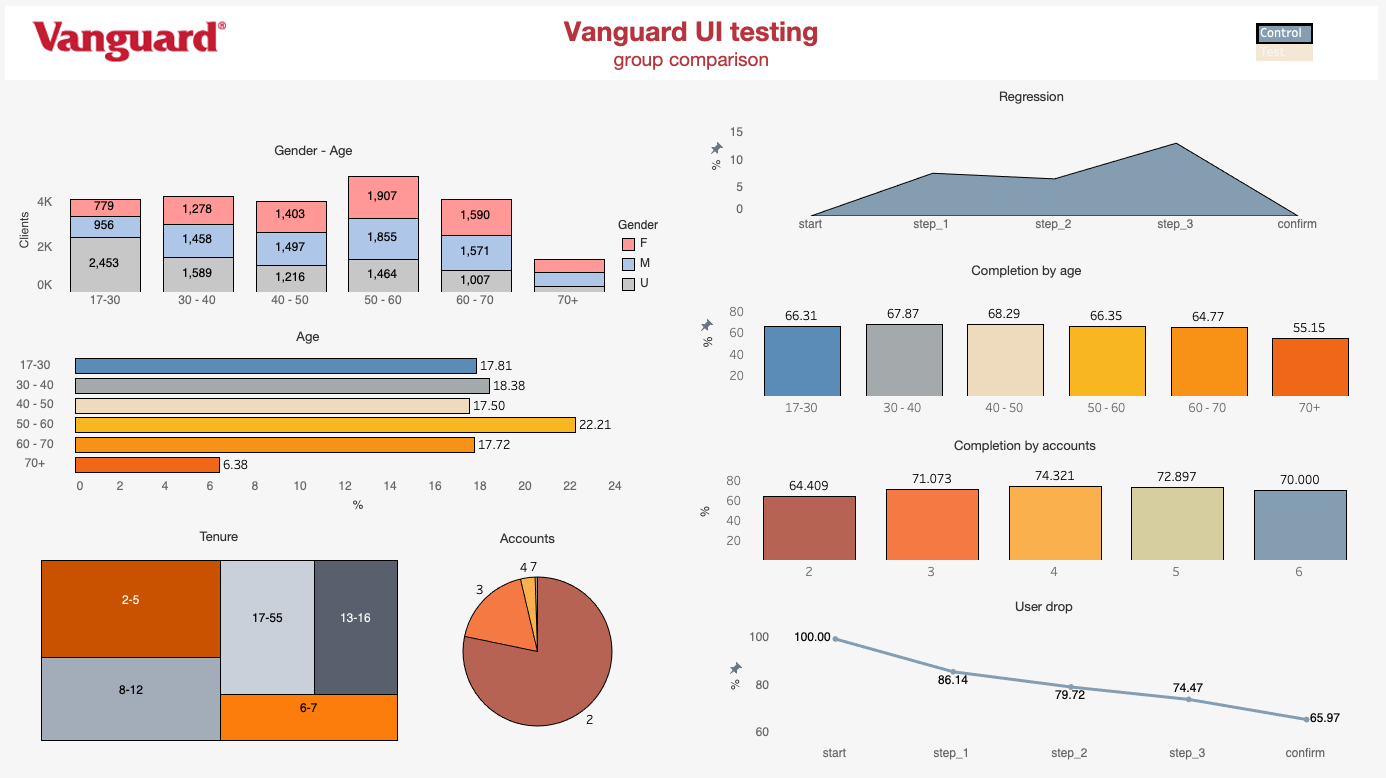 Vanguard®
Vanguard UI testing
group comparison
Control
Test
Gender - Age
Clients
4K
2K
0K
779
956
2,453
1,278
1,458
1,589
1,403
1,497
1,216
1,907
1,855
1,464
1,590
1,571
1,007
17-30 30 - 40 40 - 50 50 - 60 60 - 70 70+
Gender
F
M
U
Age
17-30 17.81
30 - 40 18.38
40 - 50 17.50
50 - 60 22.21
60 - 70 17.72
70+ 6.38
0 2 4 6 8 10 12 14 16 18 20 22 24
%
Tenure
2-5
8-12
17-55
13-16
6-7
Accounts
4 7
3
2
Regression
%
15
10
5
0
start step_1 step_2 step_3 confirm
Completion by age
%
80
60
40
20
66.31 67.87 68.29 66.35 64.77 55.15
17-30 30 - 40 40 - 50 50 - 60 60 - 70 70+
Completion by accounts
%
80
60
40
20
64.409 71.073 74.321 72.897 70.000
2 3 4 5 6
User drop
%
100
80
60
100.00
86.14
79.72
74.47
65.97
start step_1 step_2 step_3 confirm